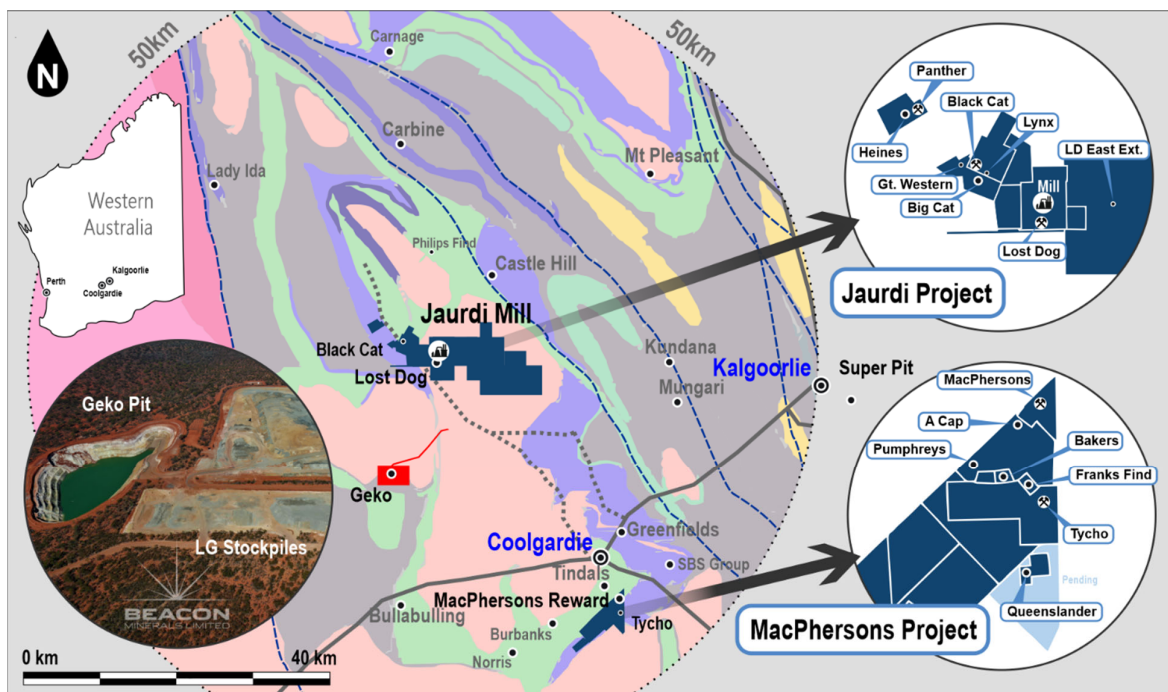 50km
50km
N
Carnage
Carbine
Mt Pleasant
Lady Ida
Western
Australia
Perth
Kalgoorlie
Coolgardie
Philips Find
Castle Hill
Jaurdi Mill
Black Cat
Lost Dog
Kundana
Mungari
Kalgoorlie
Super Pit
Geko
Coolgardie
Greenfields
Tindals
SBS Group
Bullabulling
MacPhersons Reward
Tycho
Burbanks
Norris
Geko Pit
LG Stockpiles
BEACON
MINERALS LIMITED
0 km
40 km
Panther
Black Cat
Lynx
Heines
LD East Ext.
Gt. Western
Mill
Big Cat
Lost Dog
Jaurdi Project
MacPhersons
A Cap
Bakers
Pumphreys
Franks Find
Tycho
Pending
Queenslander
MacPhersons Project